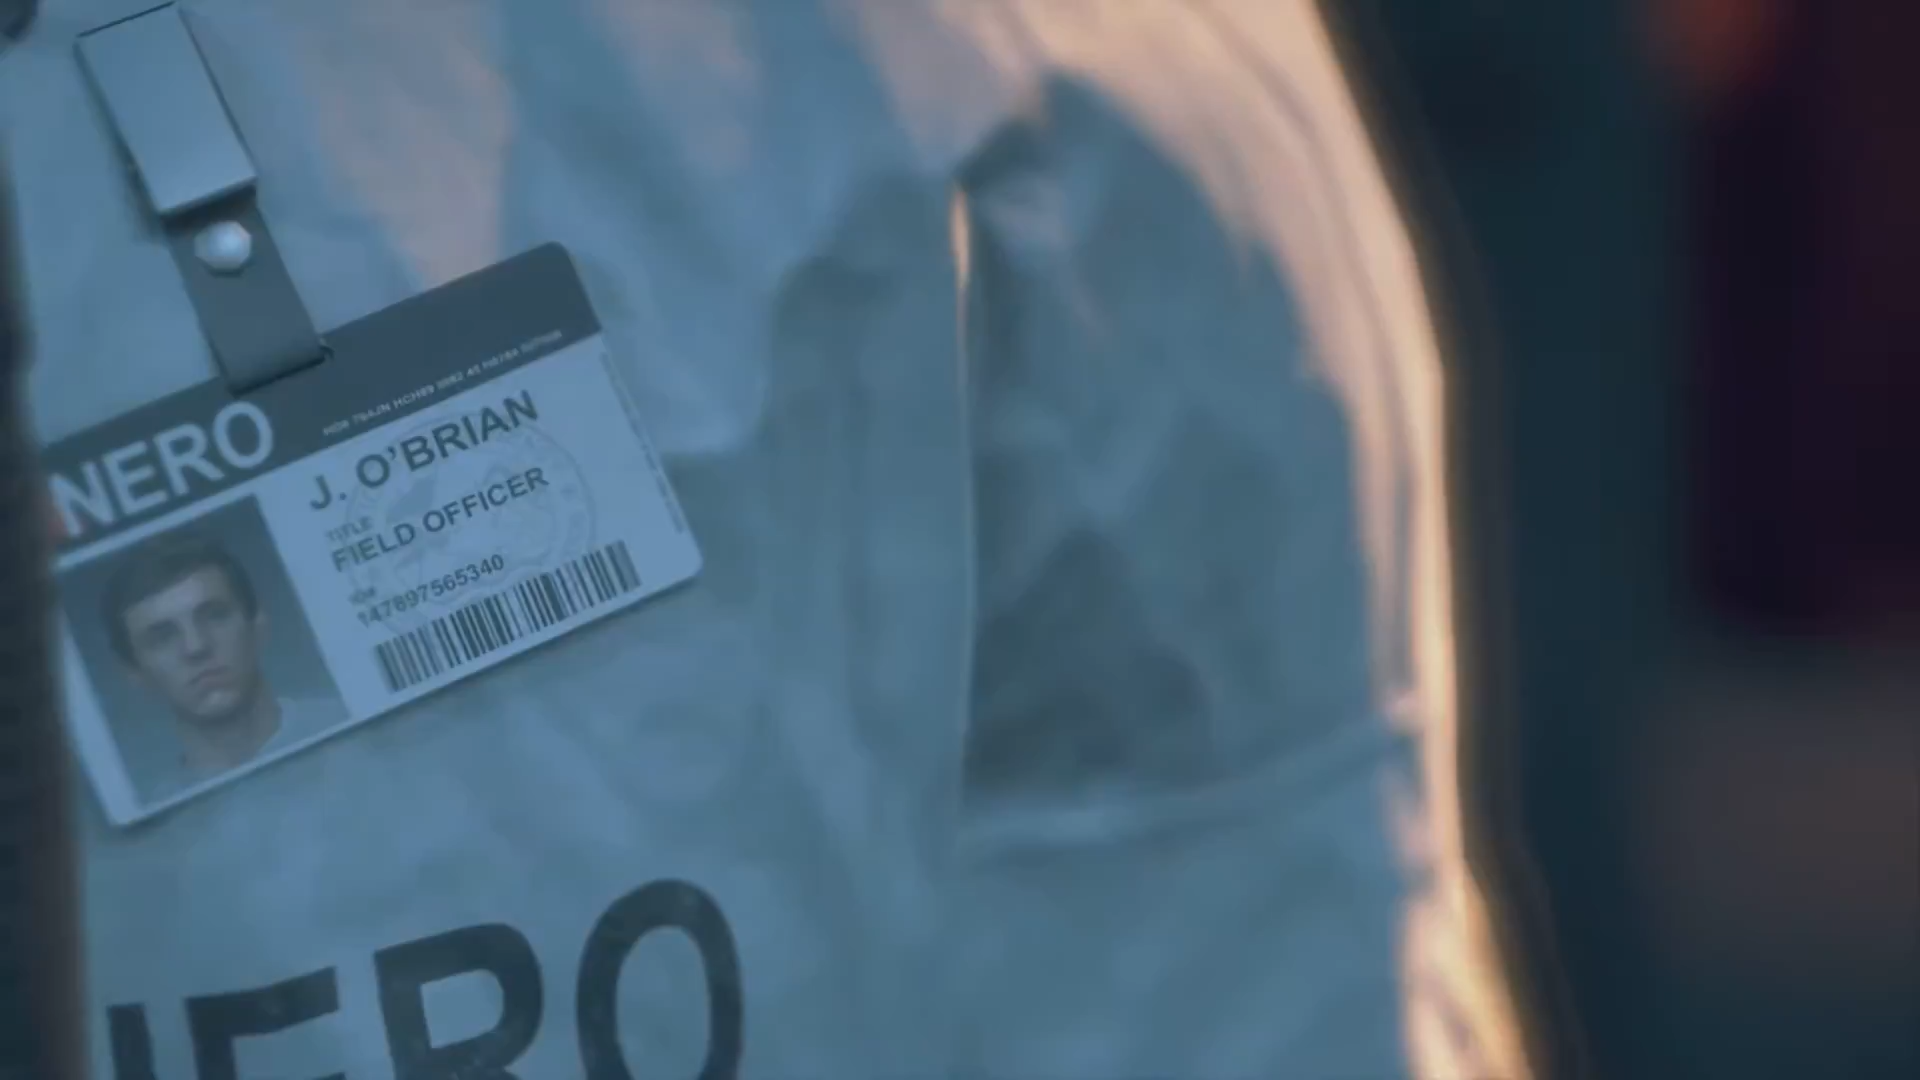 NERO
J. O'BRIAN
TITLE
FIELD OFFICER
147897565340
NERO